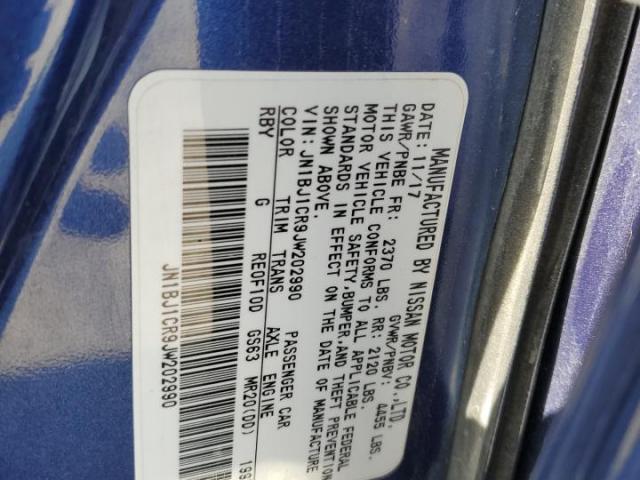 MANUFACTURED BY NISSAN MOTOR CO.,LTD.
DATE: 11/17 GVWR/PNBV: 4455 LBS.
GAWR/PNBE FR: 2370 LBS. RR: 2120 LBS.
THIS VEHICLE CONFORMS TO ALL APPLICABLE FEDERAL
MOTOR VEHICLE SAFETY,BUMPER,AND THEFT PREVENTION
STANDARDS IN EFFECT ON THE DATE OF MANUFACTURE
SHOWN ABOVE.
VIN:JN1BJ1CR9JW202990 PASSENGER CAR
COLOR TRIM TRANS AXLE ENGINE
RBY G RE0F10D GS63 MR20(DD) 199
JN1BJ1CR9JW202990